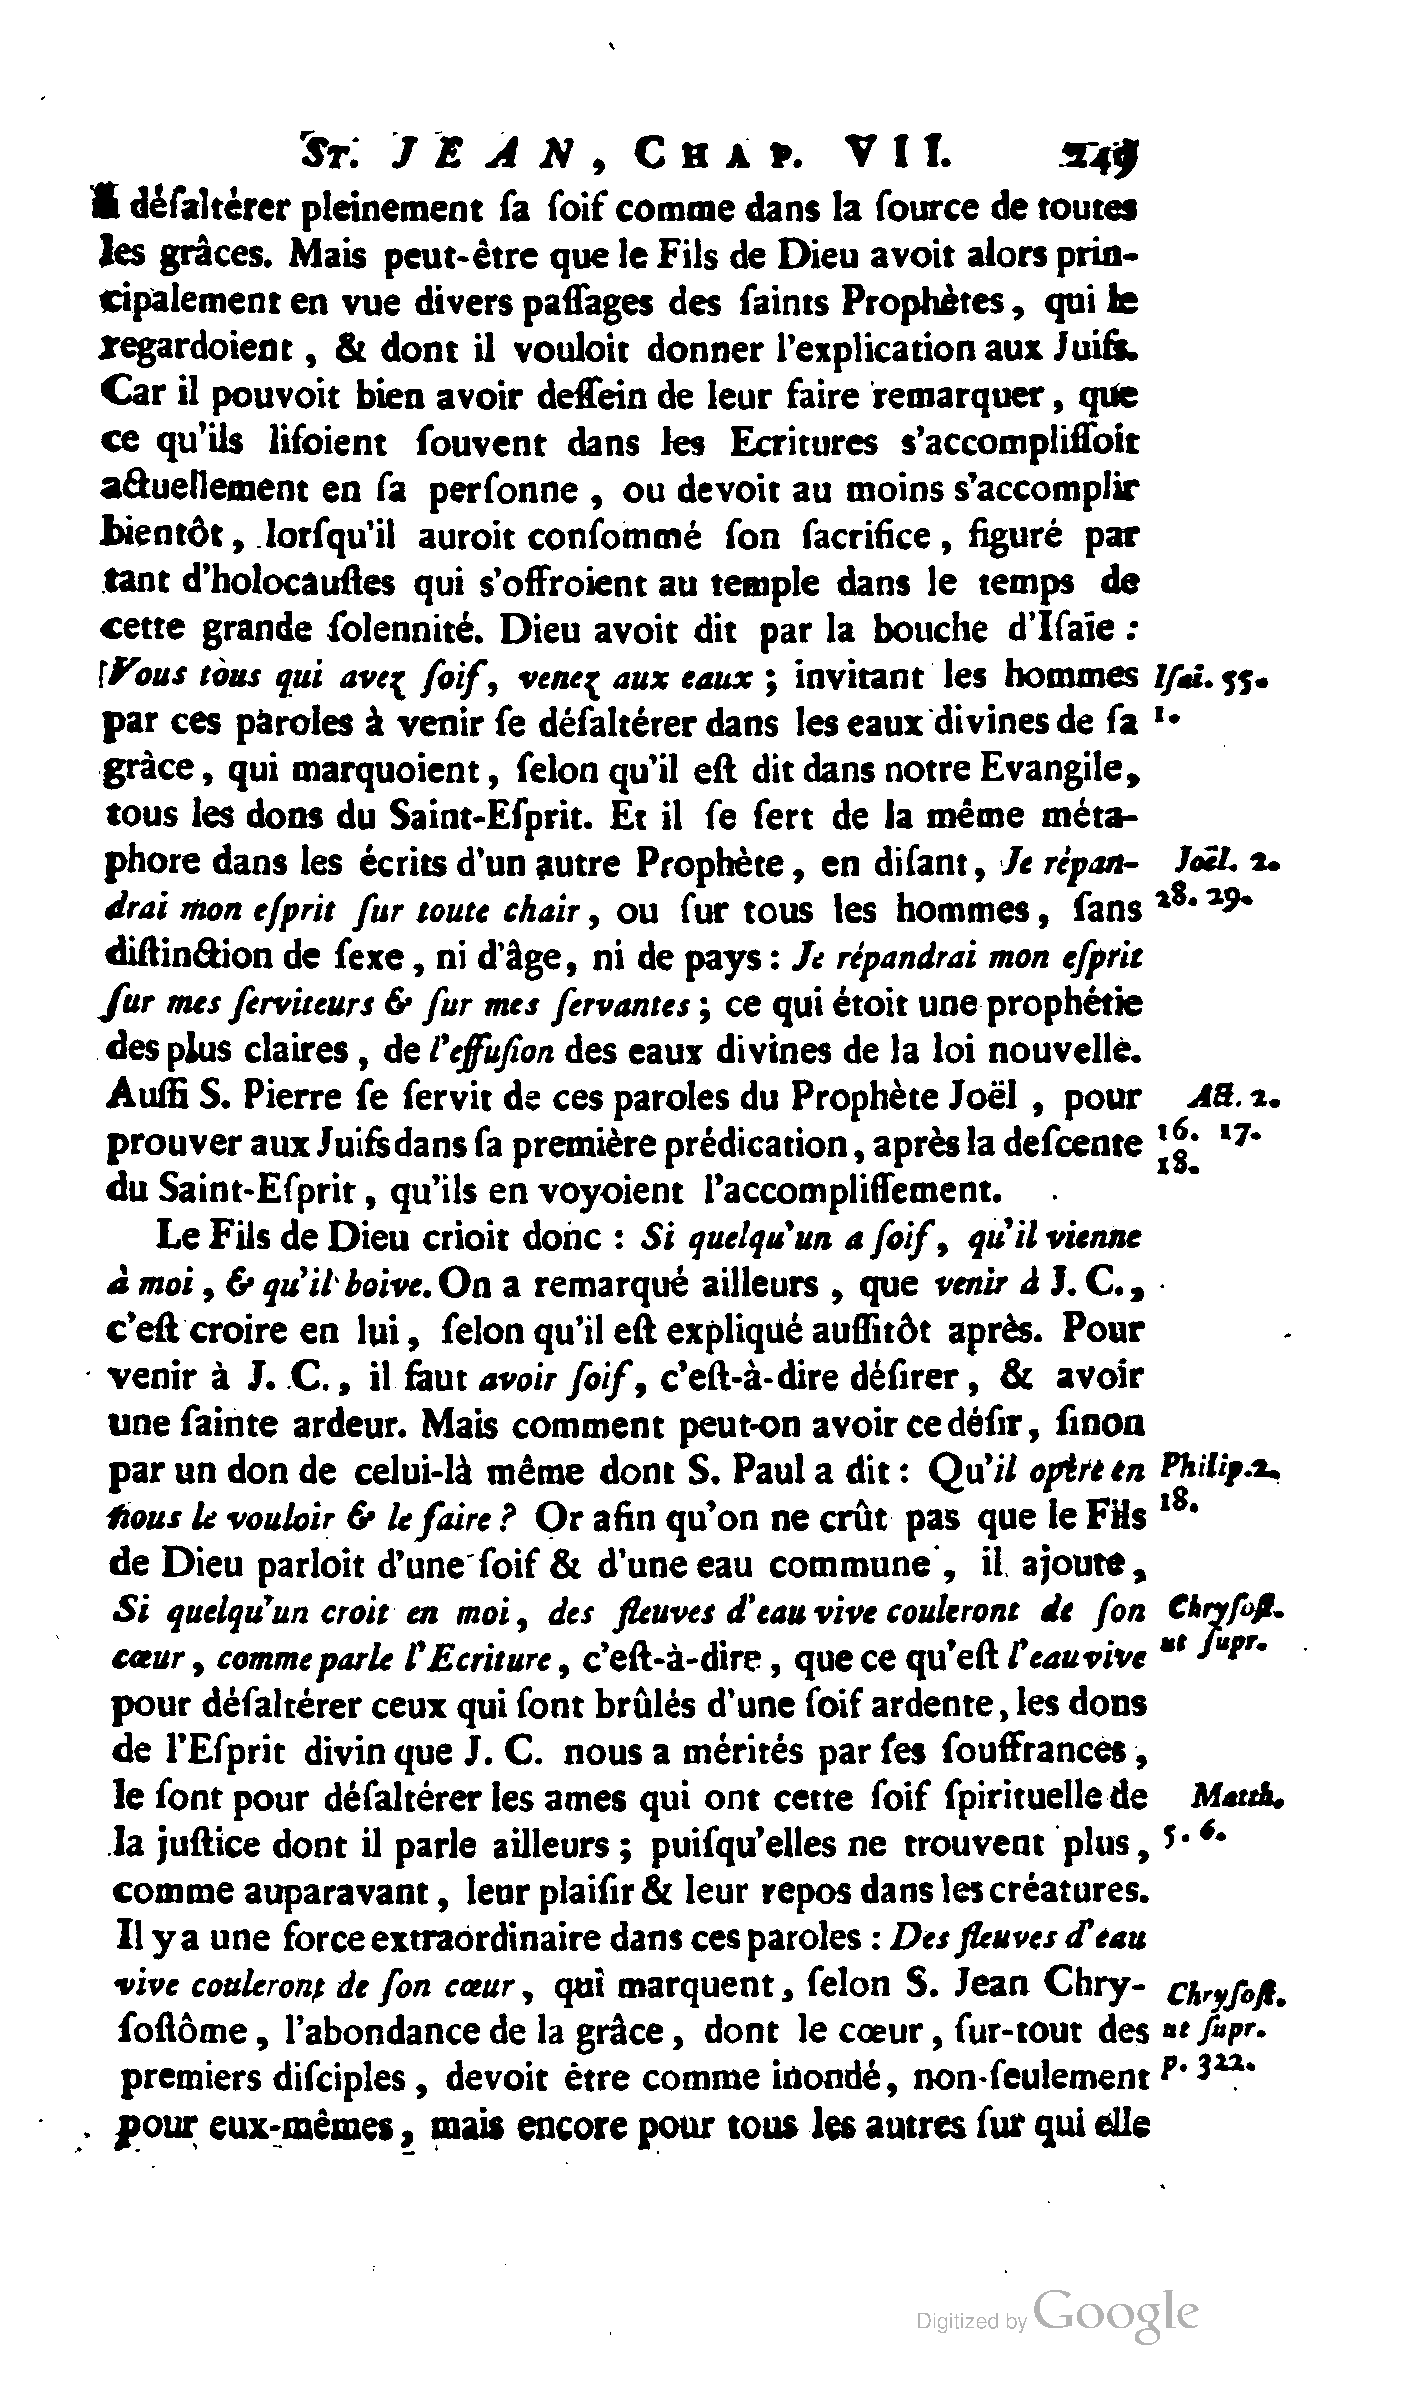 ST. JEAN, CHAP. VII. 249
à déſaltérer pleinement ſa ſoif comme dans la ſource de toutes
les grâces. Mais peut-être que le Fils de Dieu avoit alors prin-
cipalement en vue divers paſſages des ſaints Prophètes, qui le
regardoient, & dont il vouloit donner l'explication aux Juifs.
Car il pouvoit bien avoir deſſein de leur faire remarquer, que
ce qu'ils liſoient ſouvent dans les Ecritures s'accompliſſoit
actuellement en ſa perſonne, ou devoit au moins s'accomplir
bientôt, lorſqu'il auroit conſommé ſon ſacrifice, figuré par
tant d'holocauſtes qui s'offroient au temple dans le temps de
cette grande ſolennité. Dieu avoit dit par la bouche d'Iſaïe :
Vous tous qui avez ſoif, venez aux eaux ; invitant les hommes Iſai. 55.
par ces paroles à venir ſe déſaltérer dans les eaux divines de ſa 1.
grâce, qui marquoient, ſelon qu'il eſt dit dans notre Evangile,
tous les dons du Saint-Eſprit. Et il ſe ſert de la même méta-
phore dans les écrits d'un autre Prophète, en diſant, Je répan- Joël. 2.
drai mon eſprit ſur toute chair, ou ſur tous les hommes, ſans 28. 29.
diſtinction de ſexe, ni d'âge, ni de pays : Je répandrai mon eſprit
ſur mes ſerviteurs & ſur mes ſervantes ; ce qui étoit une prophétie
des plus claires, de l'effuſion des eaux divines de la loi nouvelle.
Auſſi S. Pierre ſe ſervit de ces paroles du Prophète Joël, pour Act. 2.
prouver aux Juifs dans ſa première prédication, après la deſcente 16. 17.
18.
du Saint-Eſprit, qu'ils en voyoient l'accompliſſement.
Le Fils de Dieu crioit donc : Si quelqu'un a ſoif, qu'il vienne
à moi, & qu'il boive. On a remarqué ailleurs, que venir à J. C.,
c'eſt croire en lui, ſelon qu'il eſt expliqué auſſitôt après. Pour
venir à J. C., il faut avoir ſoif, c'eſt-à-dire déſirer, & avoir
une ſainte ardeur. Mais comment peut-on avoir ce déſir, ſinon
par un don de celui-là même dont S. Paul a dit : Qu'il opère en Philip. 2.
nous le vouloir & le faire ? Or afin qu'on ne crût pas que le Fils 18.
de Dieu parloit d'une ſoif & d'une eau commune, il ajoute,
Si quelqu'un croit en moi, des fleuves d'eau vive couleront de ſon Chryſoſt.
cœur, comme parle l'Ecriture, c'eſt-à-dire, que ce qu'eſt l'eau vive ut ſupr.
pour déſaltérer ceux qui ſont brûlés d'une ſoif ardente, les dons
de l'Eſprit divin que J. C. nous a mérités par ſes ſouffrances,
le ſont pour déſaltérer les ames qui ont cette ſoif ſpirituelle de Matth.
la juſtice dont il parle ailleurs ; puiſqu'elles ne trouvent plus, 5. 6.
comme auparavant, leur plaiſir & leur repos dans les créatures.
Il y a une force extraordinaire dans ces paroles : Des fleuves d'eau
vive couleront de ſon cœur, qui marquent, ſelon S. Jean Chry- Chryſoſt.
ſoſtôme, l'abondance de la grâce, dont le cœur, ſur-tout des ut ſupr.
premiers diſciples, devoit être comme inondé, non-ſeulement p. 322.
pour eux-mêmes, mais encore pour tous les autres ſur qui elle
Digitized by Google